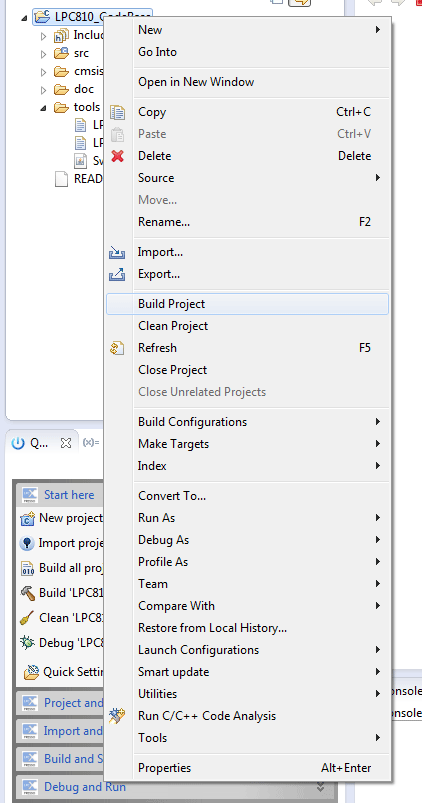 LPC810_CodeBase
Includ
src
cmsis
doc
tools
LP
LP
Sw
READ
New
Go Into
Open in New Window
Copy Ctrl+C
Paste Ctrl+V
Delete Delete
Source
Move...
Rename... F2
Import...
Export...
Build Project
Clean Project
Refresh F5
Close Project
Close Unrelated Projects
Build Configurations
Make Targets
Index
Convert To...
Run As
Debug As
Profile As
Team
Compare With
Restore from Local History...
Launch Configurations
Smart update
Utilities
Run C/C++ Code Analysis
Tools
Properties Alt+Enter
Q...
(x)=
Start here
New project
Import proje
Build all proj
Build 'LPC81
Clean 'LPC81
Debug 'LPC8
Quick Settin
Project and
Import and
Build and S
Debug and Run
onsole
onsole